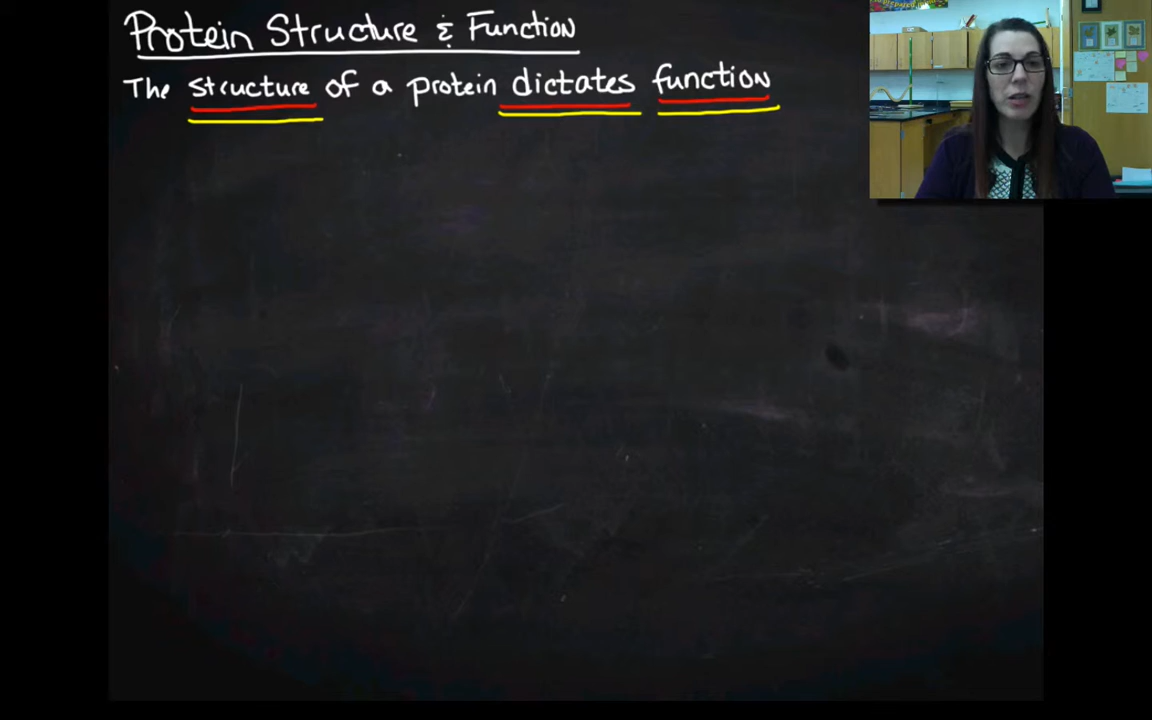 Protein Structure & Function
The structure of a protein dictates function